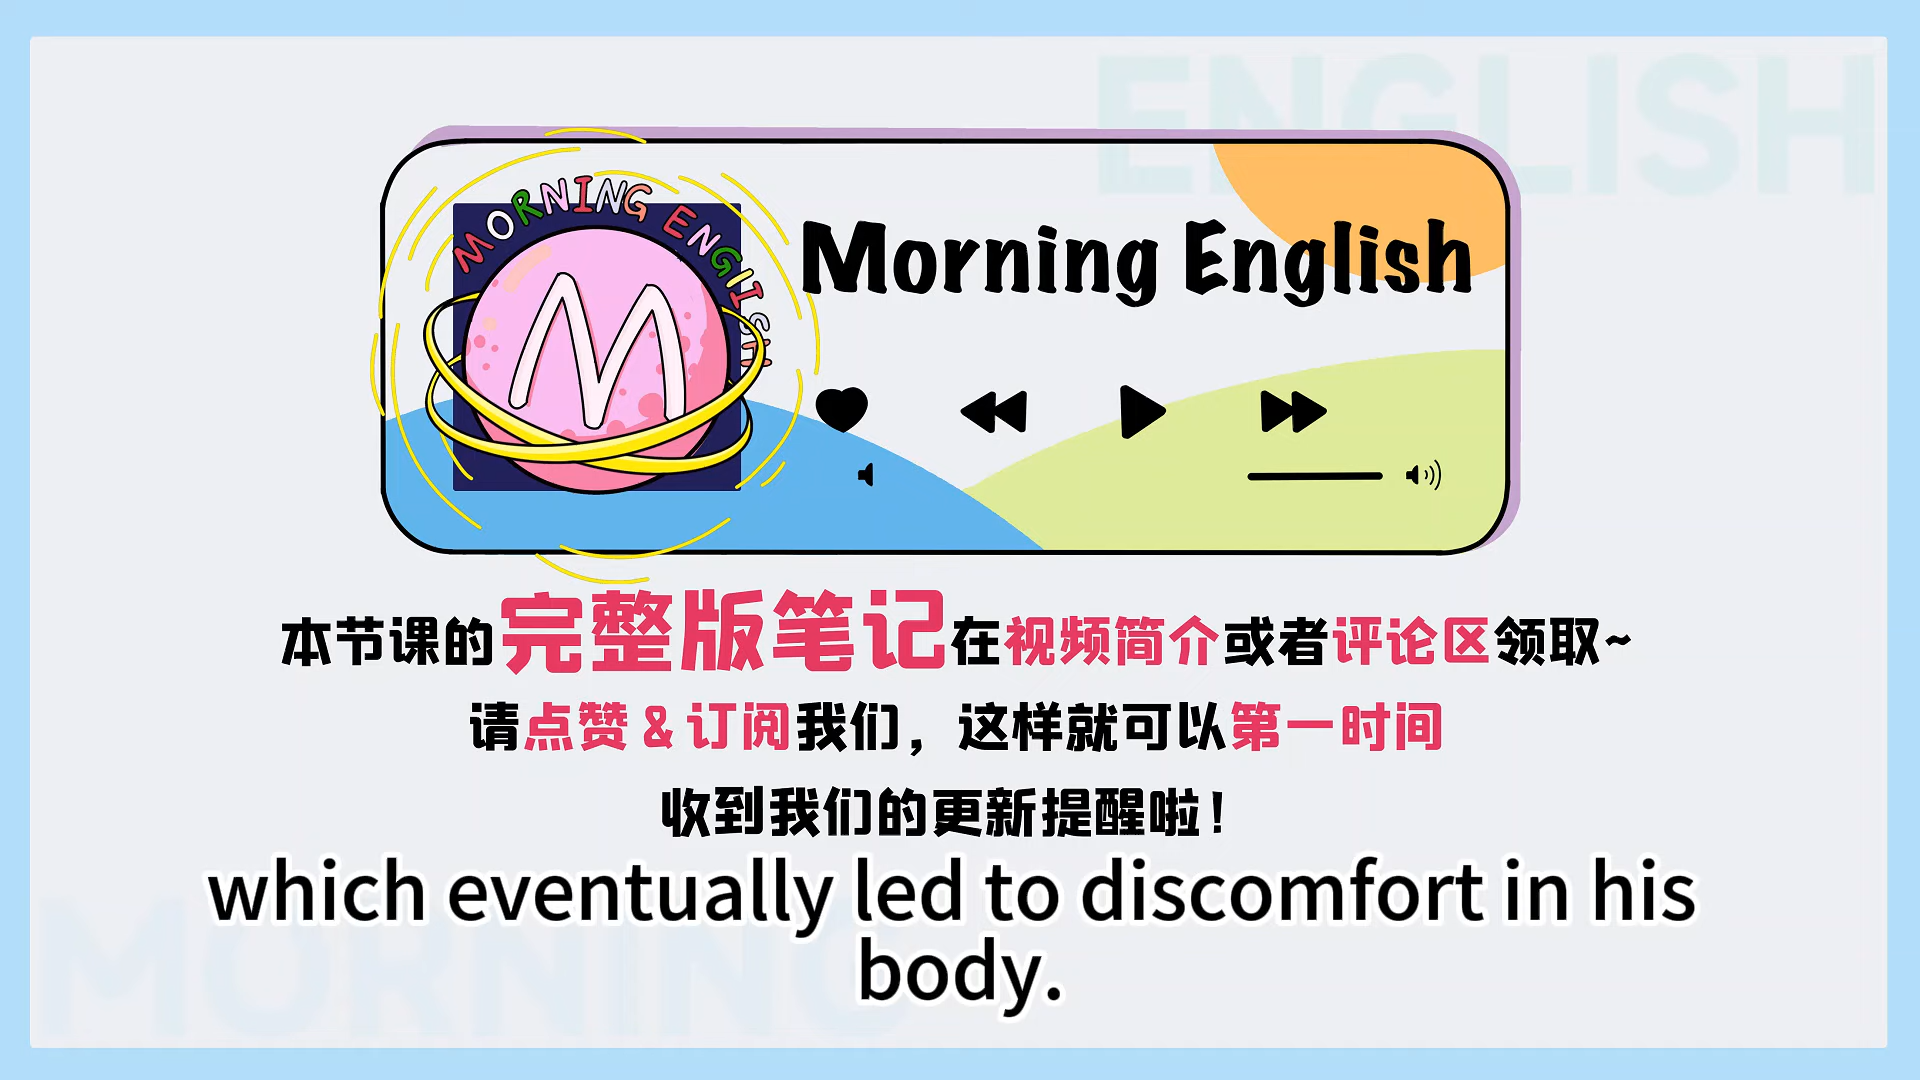 ENGLISH
MORNING ENGLISH
M
Morning English
本节课的完整版笔记在视频简介或者评论区领取~
请点赞&订阅我们，这样就可以第一时间
收到我们的更新提醒啦！
which eventually led to discomfort in his
body.
MORNING